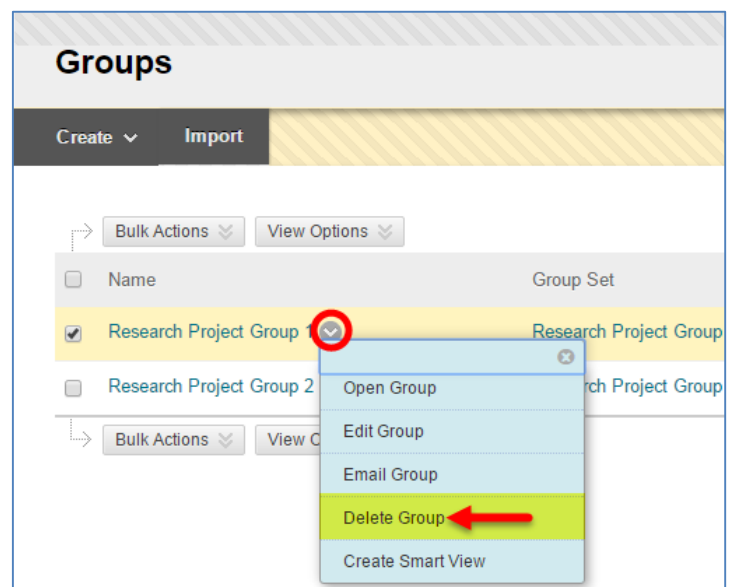 Groups
Create Import
Bulk Actions View Options
Name Group Set
Research Project Group 1 Research Project Group
Research Project Group 2 rch Project Group
Bulk Actions View
Open Group
Edit Group
Email Group
Delete Group
Create Smart View